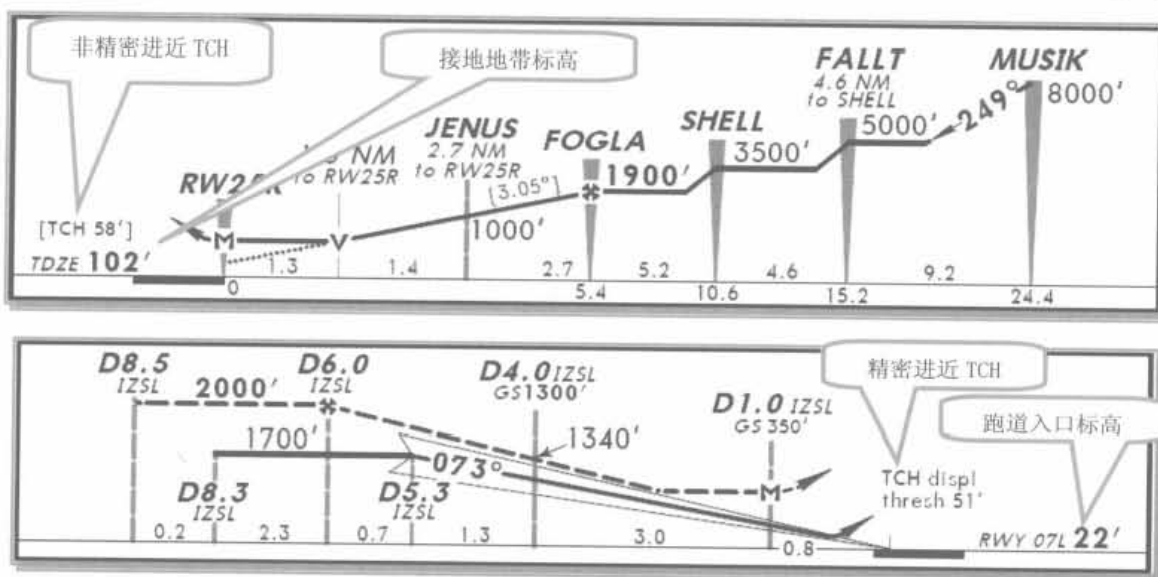 非精密进近 TCH
接地地带标高
FALLT
4.6 NM
to SHELL
MUSIK
8000'
249°
5000'
SHELL
3500'
FOGLA
1900'
JENUS
2.7 NM
to RW25R
NM
to RW25R
RW25R
[3.05°]
1000'
[TCH 58']
M
V
TDZE 102'
1.3
1.4
2.7
5.2
4.6
9.2
0
5.4
10.6
15.2
24.4
D8.5
IZSL
2000'
D6.0
IZSL
D4.0 IZSL
GS1300'
精密进近 TCH
D1.0 IZSL
GS 350'
跑道入口标高
1700'
073°
1340'
M
TCH displ
thresh 51'
D8.3
IZSL
D5.3
IZSL
0.2
2.3
0.7
1.3
3.0
0.8
RWY 07L 22'